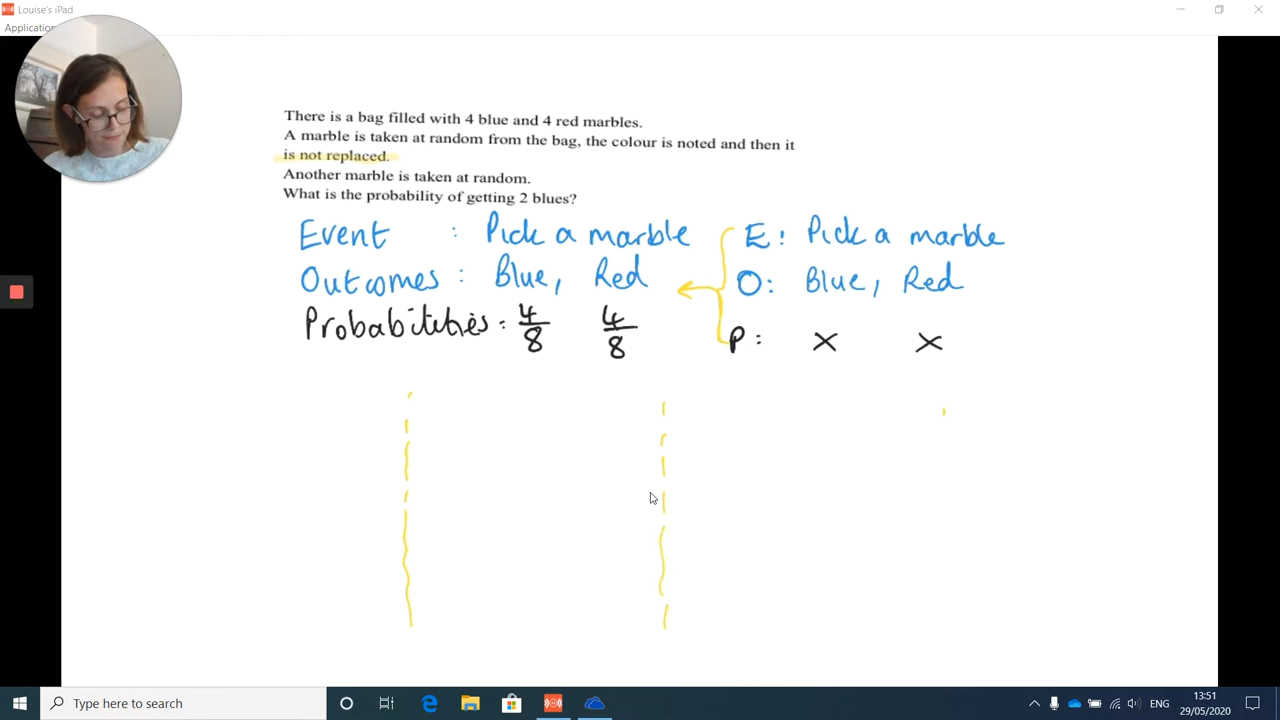 Louise's iPad
Application
There is a bag filled with 4 blue and 4 red marbles.
A marble is taken at random from the bag, the colour is noted and then it
is not replaced.
Another marble is taken at random.
What is the probability of getting 2 blues?
Event : Pick a marble
Outcomes : Blue, Red
Probabilities : 4/8 4/8
E : Pick a marble
O : Blue, Red
P : X X
Type here to search
ENG
13:51
29/05/2020